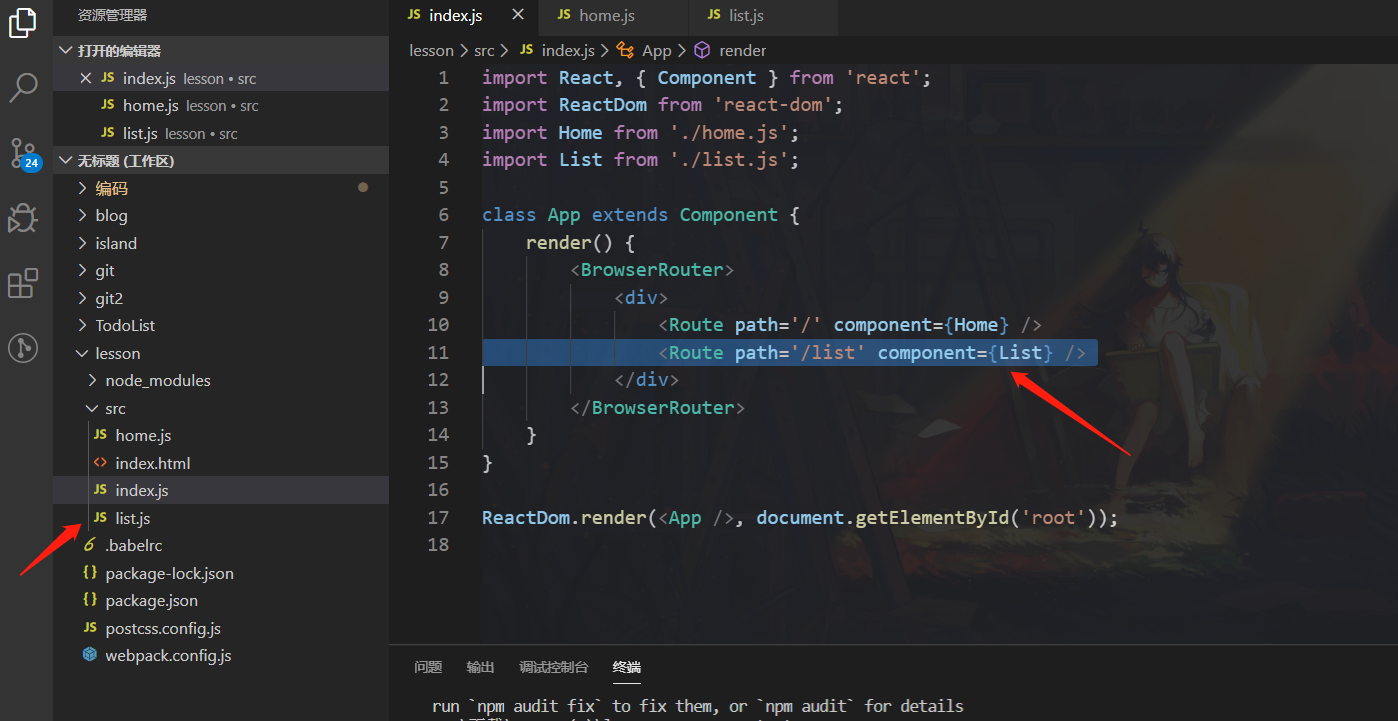 资源管理器
打开的编辑器
index.js lesson • src
home.js lesson • src
list.js lesson • src
24
无标题 (工作区)
编码
blog
island
git
git2
TodoList
lesson
node_modules
src
JS home.js
<> index.html
JS index.js
JS list.js
.babelrc
{} package-lock.json
{} package.json
JS postcss.config.js
webpack.config.js
JS index.js JS home.js JS list.js
lesson > src > JS index.js > App > render
1 import React, { Component } from 'react';
2 import ReactDom from 'react-dom';
3 import Home from './home.js';
4 import List from './list.js';
5
6 class App extends Component {
7 render() {
8 <BrowserRouter>
9 <div>
10 <Route path='/' component={Home} />
11 <Route path='/list' component={List} />
12 </div>
13 </BrowserRouter>
14 }
15 }
16
17 ReactDom.render(<App />, document.getElementById('root'));
18
问题 输出 调试控制台 终端
run `npm audit fix` to fix them, or `npm audit` for details